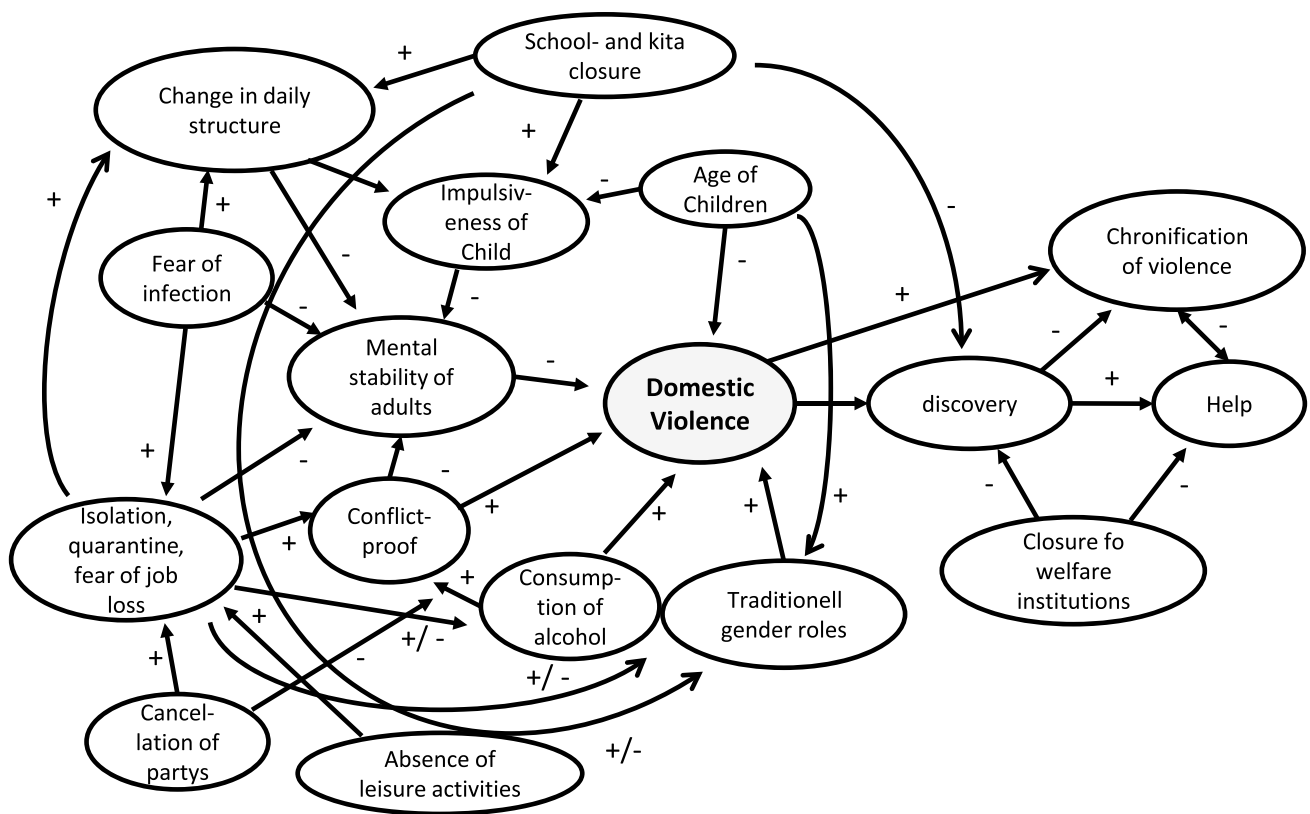 School- and kita
closure
+
Change in daily
structure
+
-
Age of
Children
Impulsiv-
eness of
Child
+
+
-
-
Fear of
infection
-
-
-
Chronification
of violence
+
-
-
-
Mental
stability of
adults
-
Domestic
Violence
discovery
+
Help
+
-
-
+
+
+
+
-
-
Isolation,
quarantine,
fear of job
loss
Conflict-
proof
+
+
Consump-
tion of
alcohol
Traditionell
gender roles
Closure fo
welfare
institutions
+
+/ -
+
-
+/ -
Cancel-
lation of
partys
Absence of
leisure activities
+/-